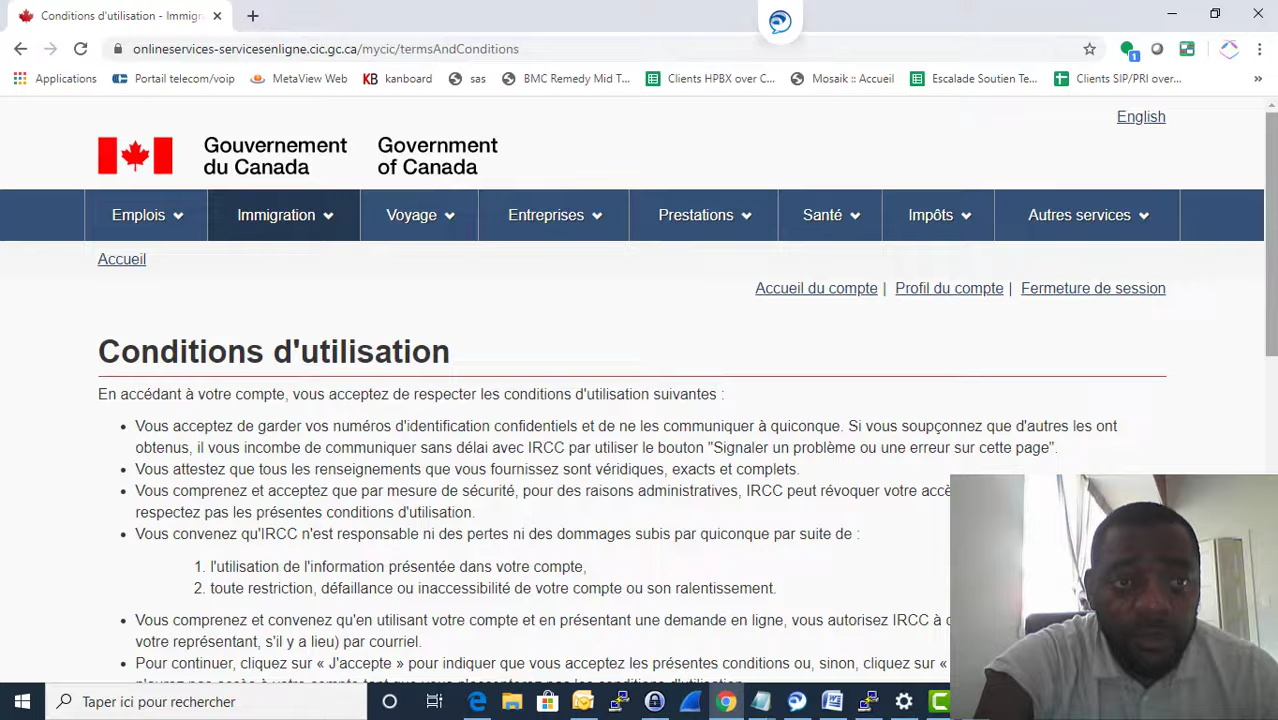 Conditions d'utilisation - Immigr
onlineservices-servicesenligne.cic.gc.ca/mycic/termsAndConditions
1
Applications Portail telecom/voip MetaView Web KB kanboard sas BMC Remedy Mid T... Clients HPBX over C... Mosaik :: Accueil Escalade Soutien Te... Clients SIP/PRI over... »
English
Gouvernement Government
du Canada of Canada
Emplois Immigration Voyage Entreprises Prestations Santé Impôts Autres services
Accueil
Accueil du compte | Profil du compte | Fermeture de session
Conditions d'utilisation
En accédant à votre compte, vous acceptez de respecter les conditions d'utilisation suivantes :
• Vous acceptez de garder vos numéros d'identification confidentiels et de ne les communiquer à quiconque. Si vous soupçonnez que d'autres les ont
obtenus, il vous incombe de communiquer sans délai avec IRCC par utiliser le bouton "Signaler un problème ou une erreur sur cette page".
• Vous attestez que tous les renseignements que vous fournissez sont véridiques, exacts et complets.
• Vous comprenez et acceptez que par mesure de sécurité, pour des raisons administratives, IRCC peut révoquer votre accè
respectez pas les présentes conditions d'utilisation.
• Vous convenez qu'IRCC n'est responsable ni des pertes ni des dommages subis par quiconque par suite de :
1. l'utilisation de l'information présentée dans votre compte,
2. toute restriction, défaillance ou inaccessibilité de votre compte ou son ralentissement.
• Vous comprenez et convenez qu'en utilisant votre compte et en présentant une demande en ligne, vous autorisez IRCC à
votre représentant, s'il y a lieu) par courriel.
• Pour continuer, cliquez sur « J'accepte » pour indiquer que vous acceptez les présentes conditions ou, sinon, cliquez sur «
Taper ici pour rechercher